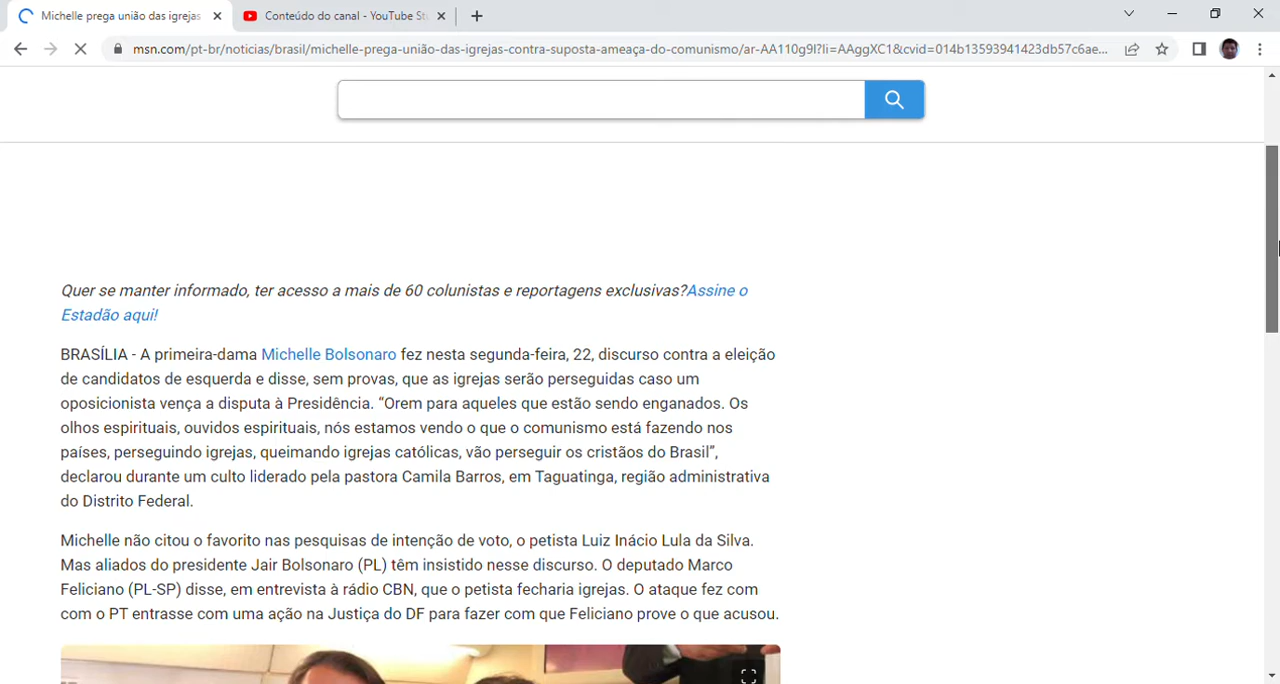 Michelle prega união das igrejas
Conteúdo do canal - YouTube St
msn.com/pt-br/noticias/brasil/michelle-prega-união-das-igrejas-contra-suposta-ameaça-do-comunismo/ar-AA110g9I?li=AAggXC1&cvid=014b13593941423db57c6ae...
Quer se manter informado, ter acesso a mais de 60 colunistas e reportagens exclusivas?Assine o
Estadão aqui!
BRASÍLIA - A primeira-dama Michelle Bolsonaro fez nesta segunda-feira, 22, discurso contra a eleição
de candidatos de esquerda e disse, sem provas, que as igrejas serão perseguidas caso um
oposicionista vença a disputa à Presidência. “Orem para aqueles que estão sendo enganados. Os
olhos espirituais, ouvidos espirituais, nós estamos vendo o que o comunismo está fazendo nos
países, perseguindo igrejas, queimando igrejas católicas, vão perseguir os cristãos do Brasil”,
declarou durante um culto liderado pela pastora Camila Barros, em Taguatinga, região administrativa
do Distrito Federal.
Michelle não citou o favorito nas pesquisas de intenção de voto, o petista Luiz Inácio Lula da Silva.
Mas aliados do presidente Jair Bolsonaro (PL) têm insistido nesse discurso. O deputado Marco
Feliciano (PL-SP) disse, em entrevista à rádio CBN, que o petista fecharia igrejas. O ataque fez com
com o PT entrasse com uma ação na Justiça do DF para fazer com que Feliciano prove o que acusou.